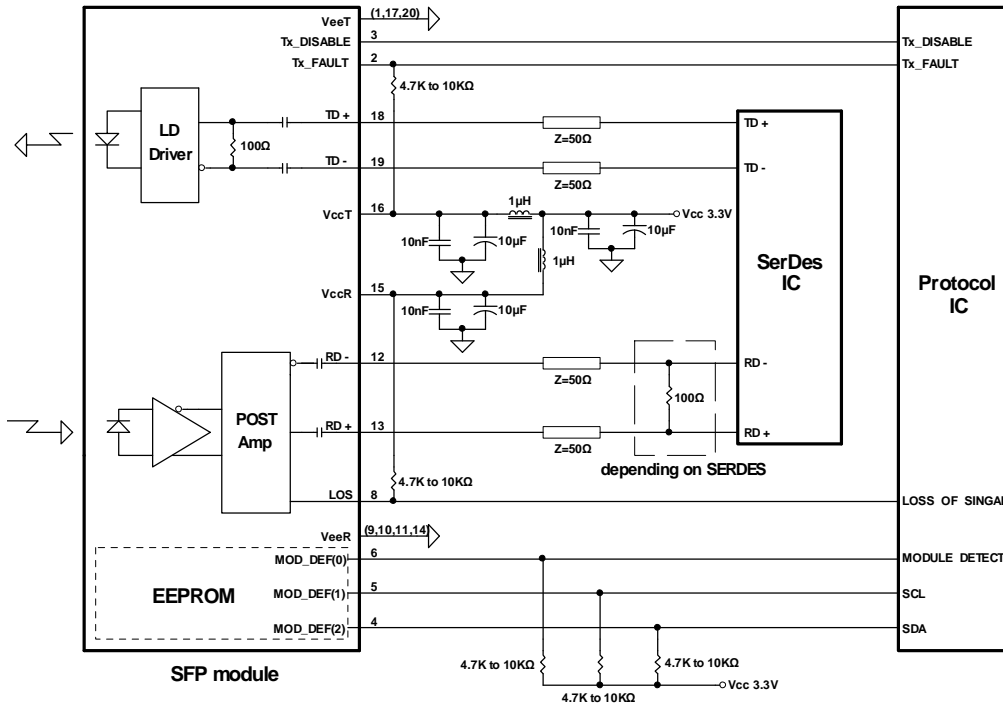 VeeT (1,17,20)
Tx_DISABLE 3 Tx_DISABLE
Tx_FAULT 2 Tx_FAULT
4.7K to 10KΩ
LD
Driver
100Ω
TD + 18 Z=50Ω TD +
TD - 19 Z=50Ω TD -
VccT 16
1μH
Vcc 3.3V
10nF 10μF
10nF 10μF
1μH
SerDes
IC
Protocol
IC
VccR 15
10nF 10μF
RD - 12 Z=50Ω RD -
100Ω
POST
Amp
RD + 13 Z=50Ω RD +
depending on SERDES
4.7K to 10KΩ
LOS 8 LOSS OF SINGAL
VeeR (9,10,11,14)
EEPROM
MOD_DEF(0) 6 MODULE DETECT
MOD_DEF(1) 5 SCL
MOD_DEF(2) 4 SDA
4.7K to 10KΩ
4.7K to 10KΩ
4.7K to 10KΩ
Vcc 3.3V
SFP module